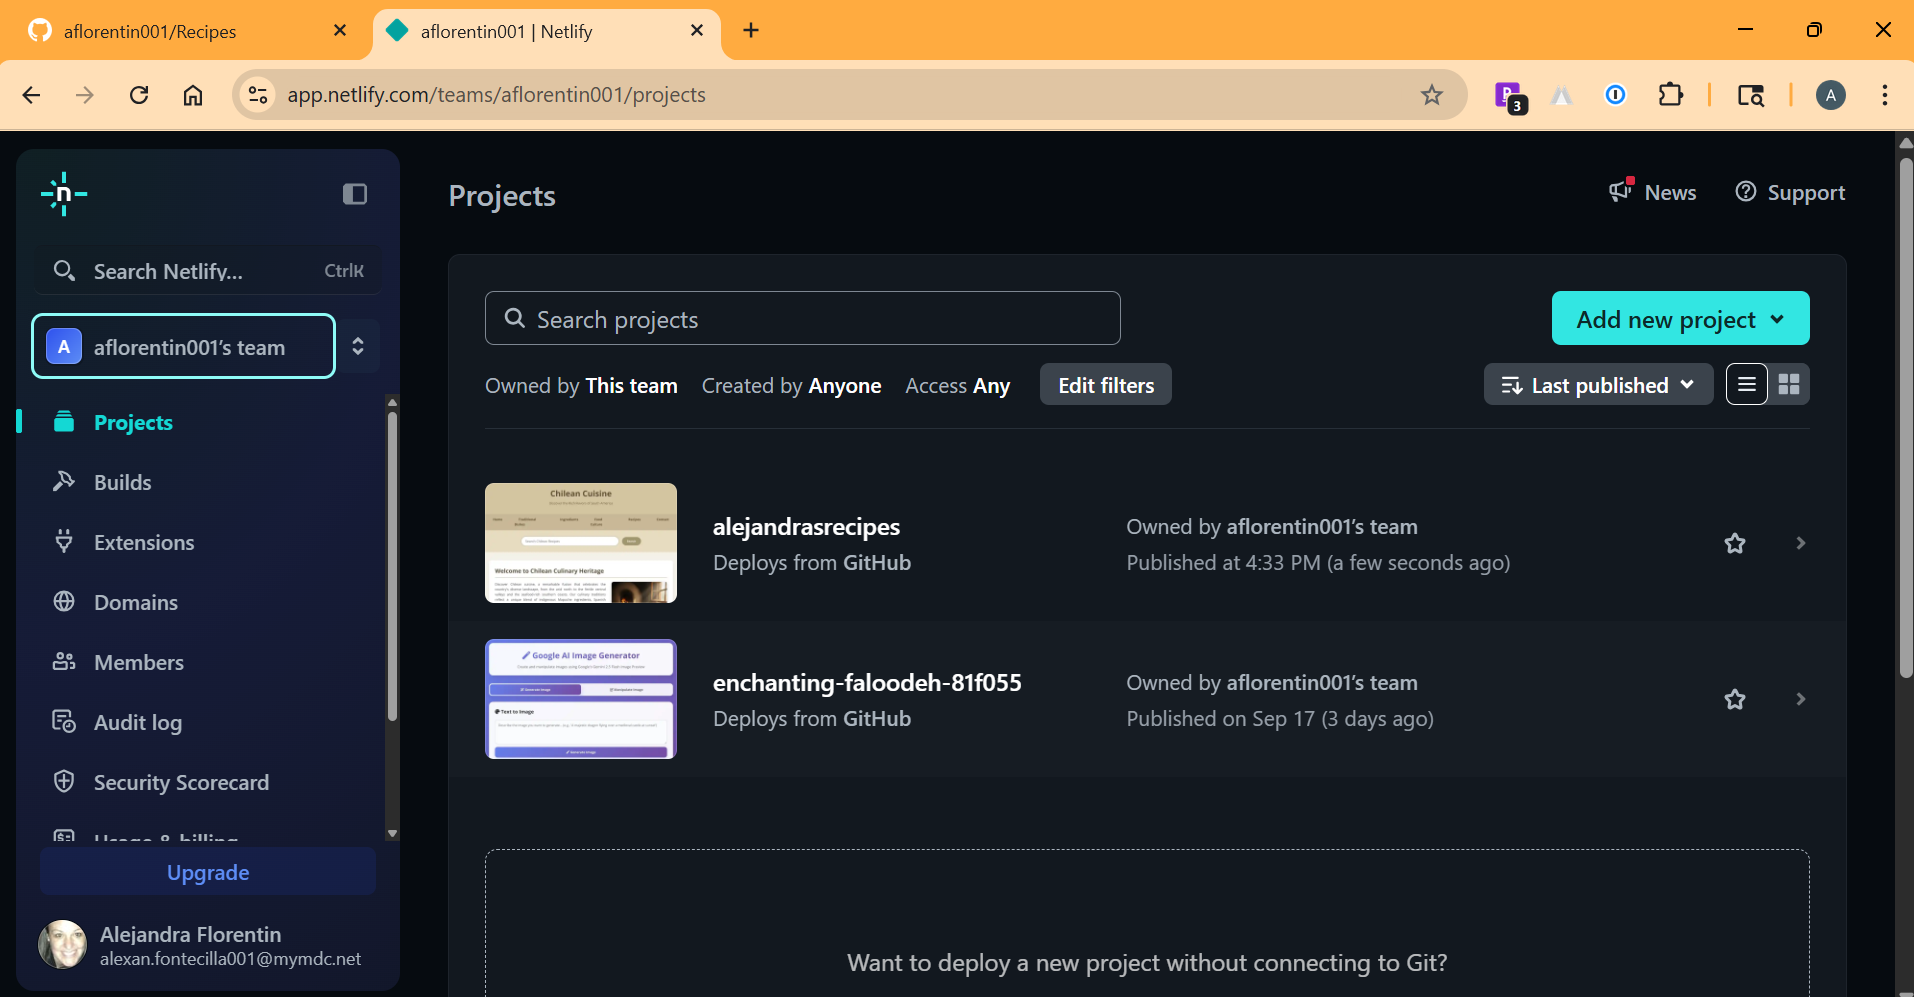 aflorentin001/Recipes
aflorentin001 | Netlify
app.netlify.com/teams/aflorentin001/projects
3
A
n
Projects
News
Support
Search Netlify...
CtrlK
A
aflorentin001's team
Search projects
Add new project
Owned by This team
Created by Anyone
Access Any
Edit filters
Last published
Projects
Builds
Extensions
Domains
Members
Audit log
Security Scorecard
Usage & billing
Upgrade
Alejandra Florentin
alexan.fontecilla001@mymdc.net
Chilean Cuisine
Welcome to Chilean Culinary Heritage
alejandrasrecipes
Deploys from GitHub
Owned by aflorentin001's team
Published at 4:33 PM (a few seconds ago)
Google AI Image Generator
Text to Image
enchanting-faloodeh-81f055
Deploys from GitHub
Owned by aflorentin001's team
Published on Sep 17 (3 days ago)
Want to deploy a new project without connecting to Git?